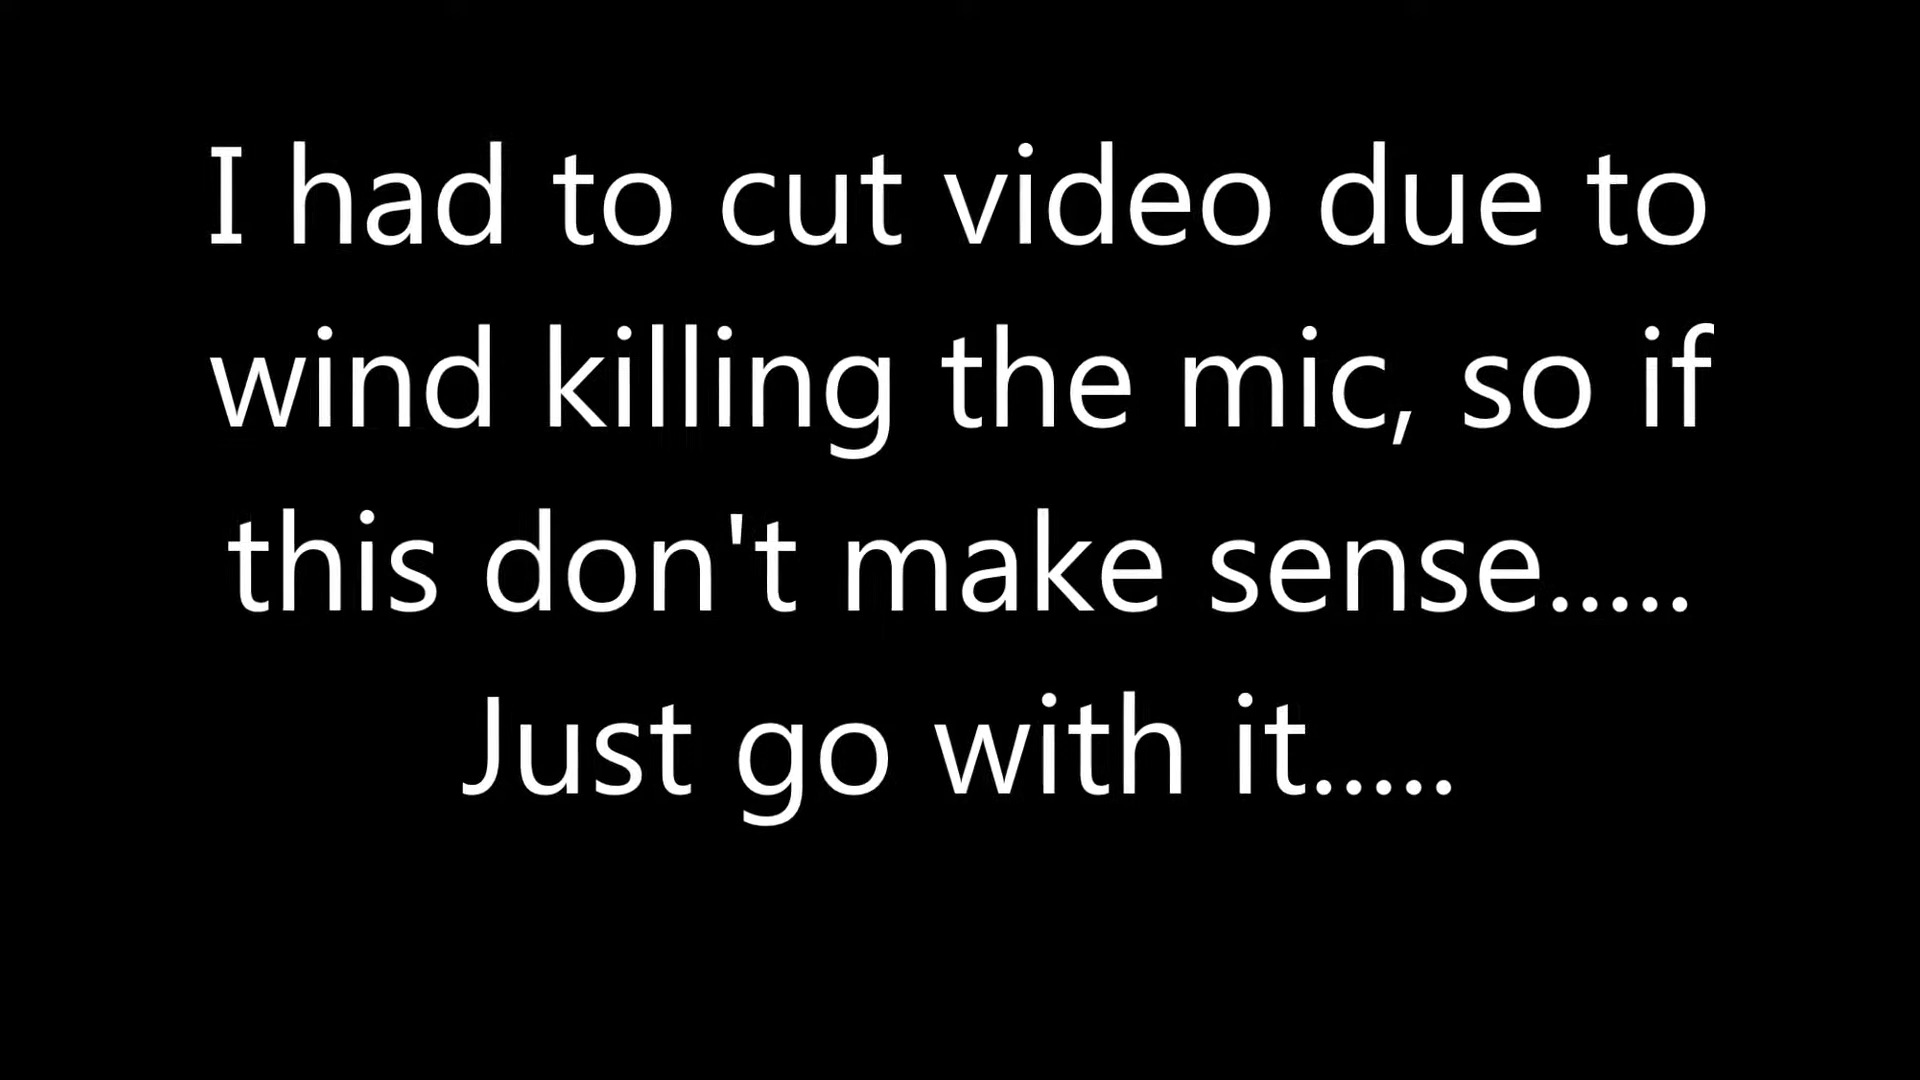 I had to cut video due to
wind killing the mic, so if
this don't make sense.....
Just go with it.....